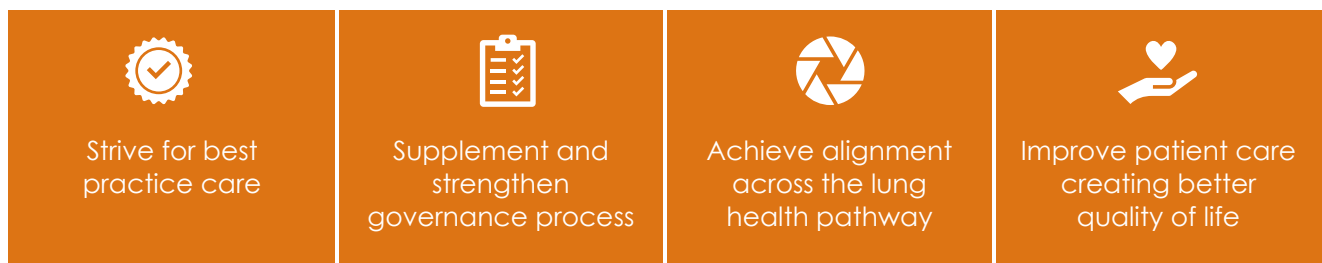 Strive for best
practice care
Supplement and
strengthen
governance process
Achieve alignment
across the lung
health pathway
Improve patient care
creating better
quality of life